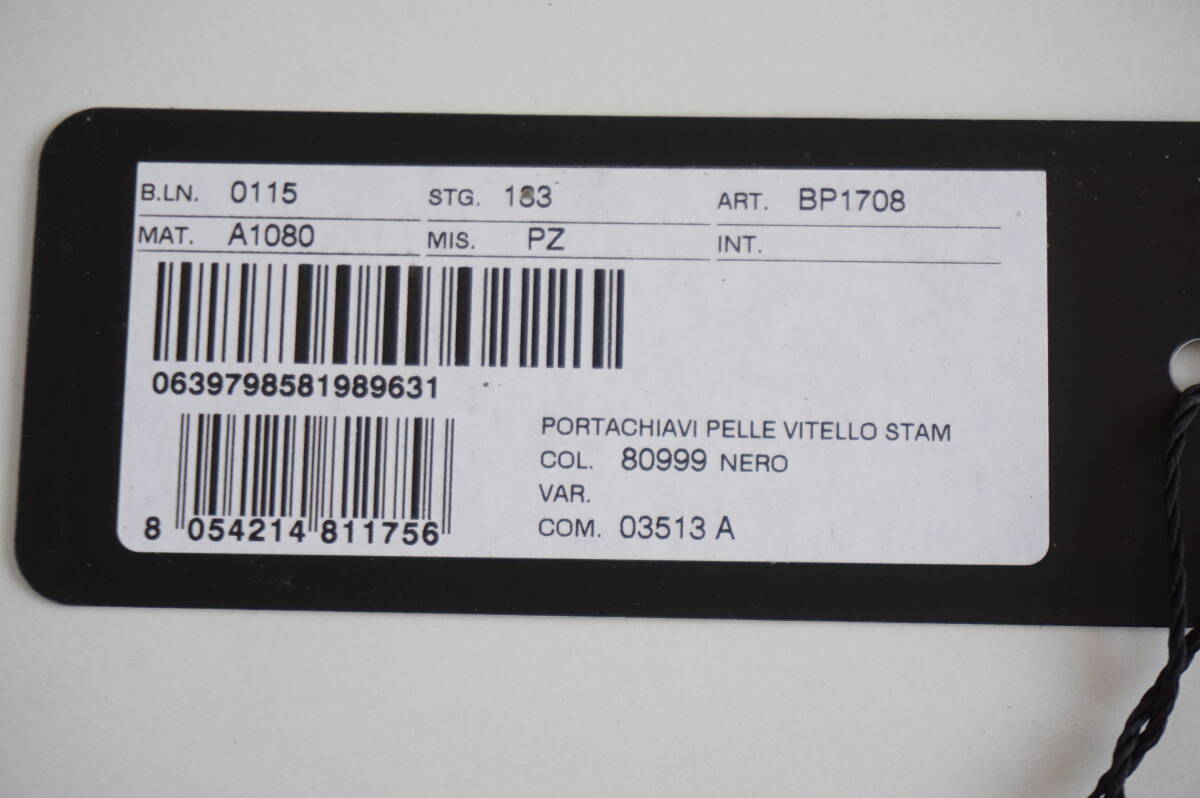 B.LN. 0115 STG. 183 ART. BP1708
MAT. A1080 MIS. PZ INT.
0639798581989631
PORTACHIAVI PELLE VITELLO STAM
COL. 80999 NERO
VAR.
COM. 03513 A
8 054214 811756